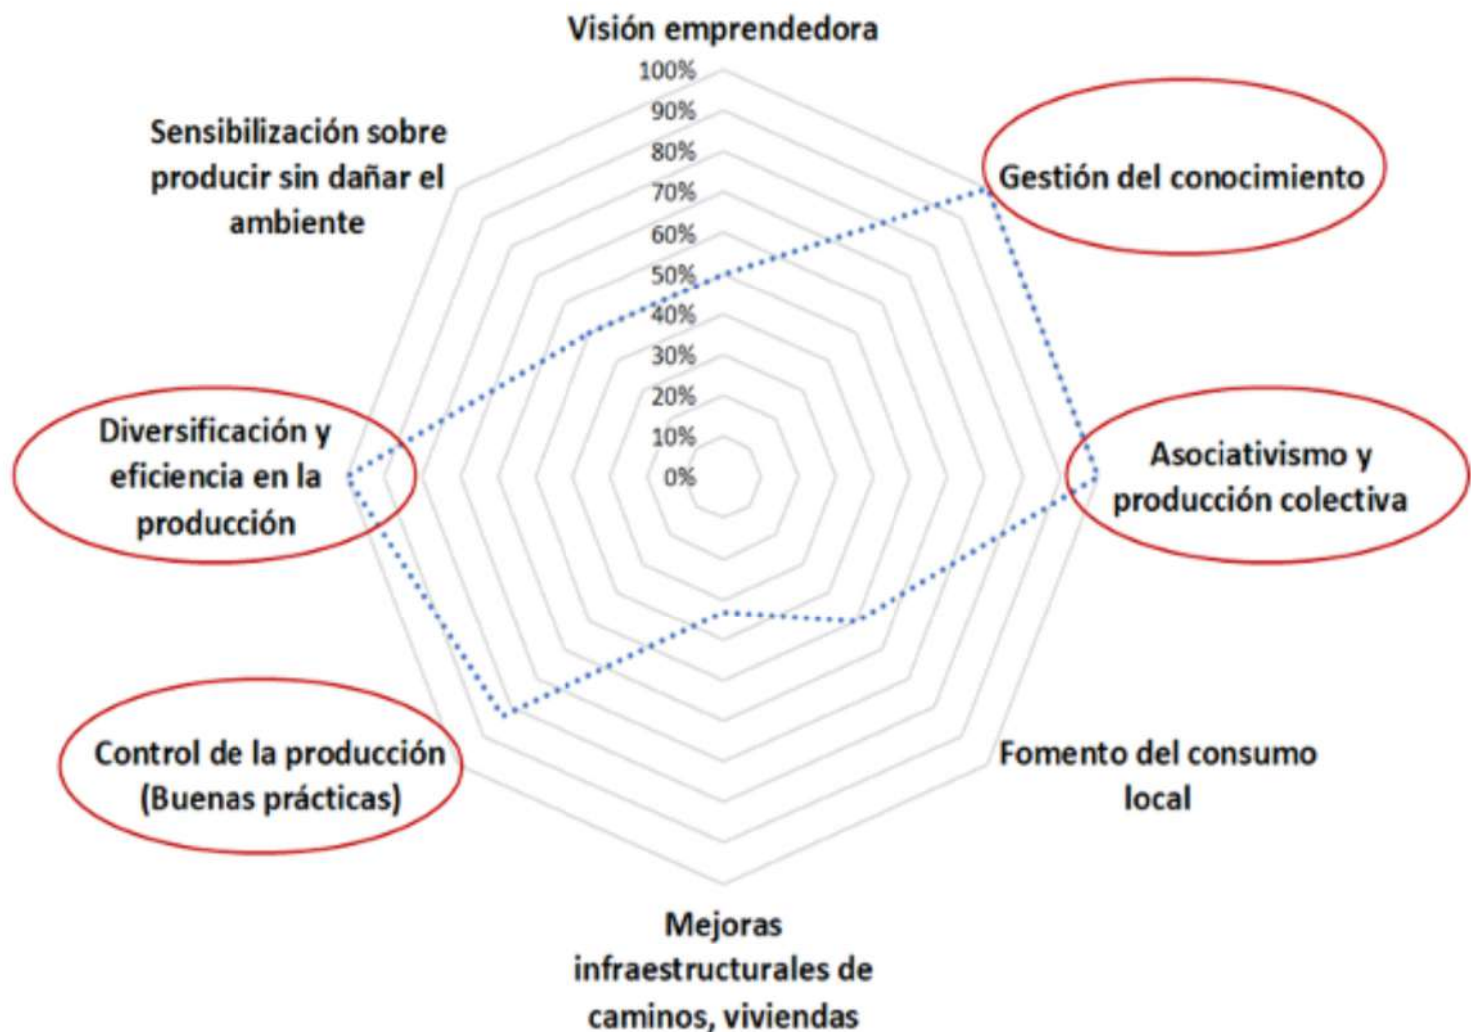 Visión emprendedora
100%
90%
80%
70%
60%
50%
40%
30%
20%
10%
0%
Gestión del conocimiento
Asociativismo y
producción colectiva
Fomento del consumo
local
Mejoras
infraestructurales de
caminos, viviendas
Control de la producción
(Buenas prácticas)
Diversificación y
eficiencia en la
producción
Sensibilización sobre
producir sin dañar el
ambiente